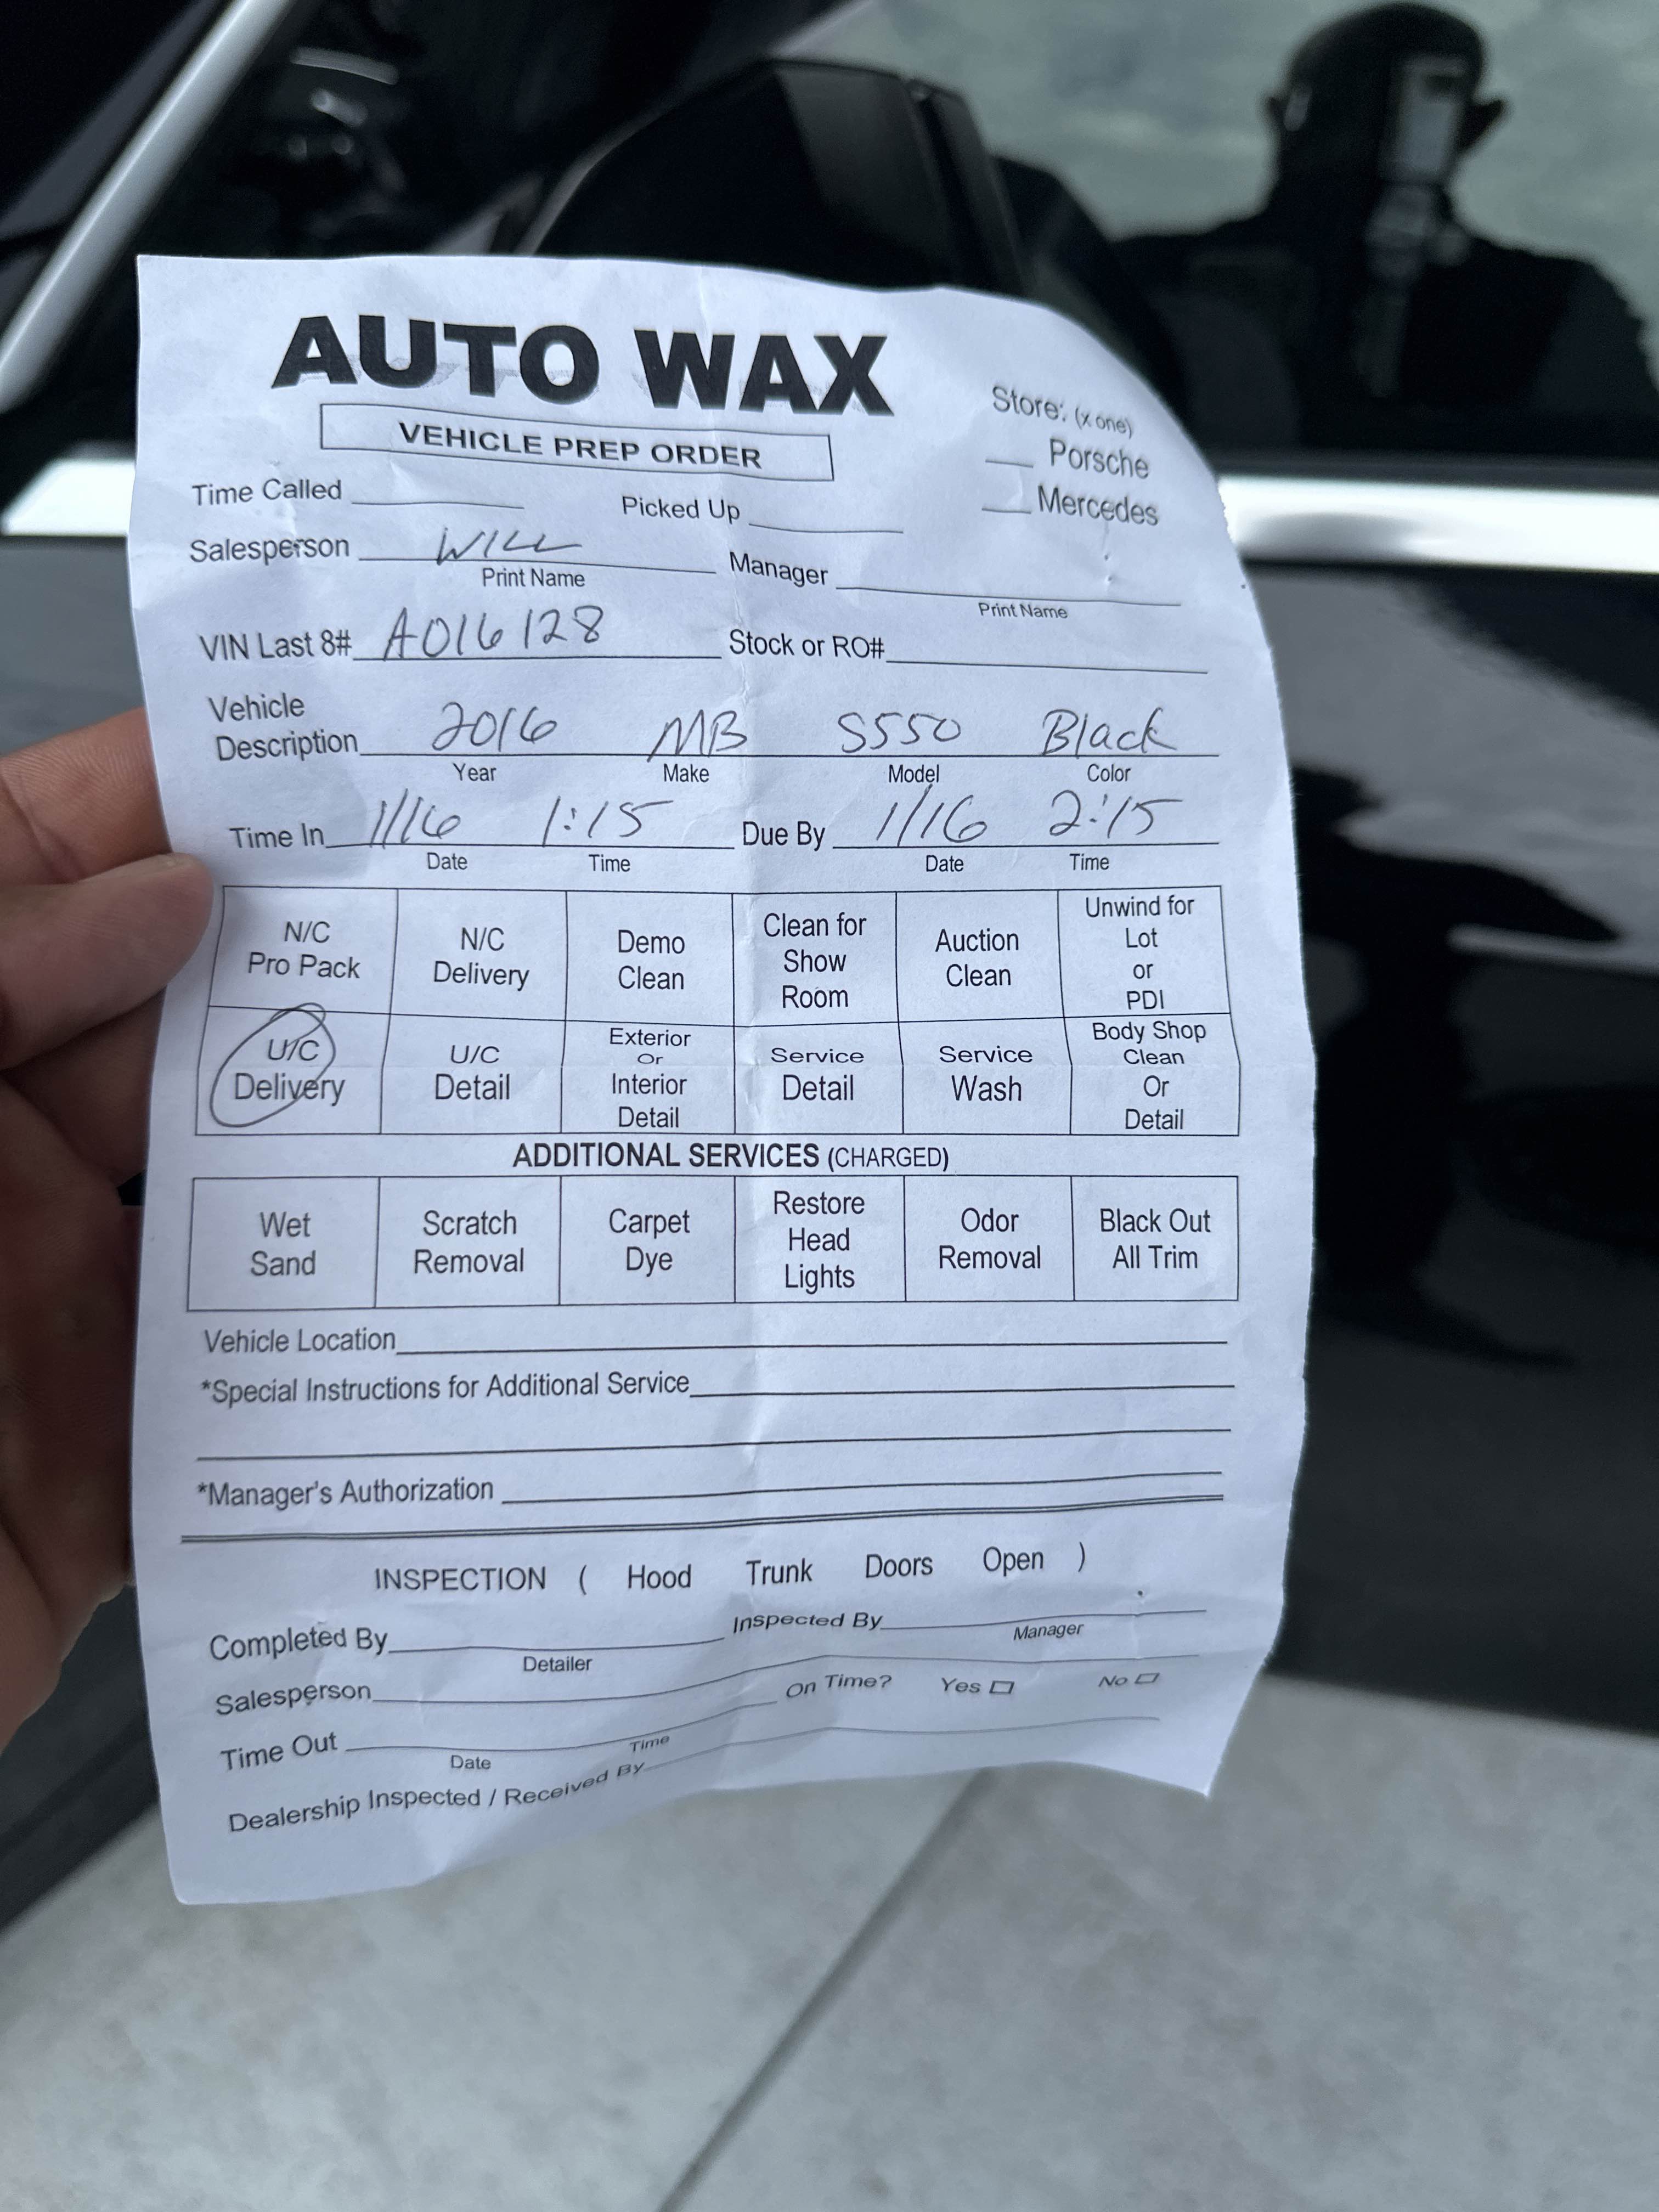 AUTO WAX
VEHICLE PREP ORDER
Store: (x one)
Porsche
Mercedes
Time Called Picked Up
Salesperson WILL Manager
Print Name Print Name
VIN Last 8# A016128 Stock or RO#
Vehicle Description 2016 MB S550 Black
Year Make Model Color
Time In 1/16 1:15 Due By 1/16 2:15
Date Time Date Time
N/C Pro Pack N/C Delivery Demo Clean Clean for Show Room Auction Clean Unwind for Lot or PDI
U/C Delivery U/C Detail Exterior Or Interior Detail Service Detail Service Wash Body Shop Clean Or Detail
ADDITIONAL SERVICES (CHARGED)
Wet Sand Scratch Removal Carpet Dye Restore Head Lights Odor Removal Black Out All Trim
Vehicle Location
*Special Instructions for Additional Service
*Manager's Authorization
INSPECTION ( Hood Trunk Doors Open )
Completed By Inspected By
Detailer Manager
Salesperson On Time? Yes No
Time Out
Date Time
Dealership Inspected / Received By